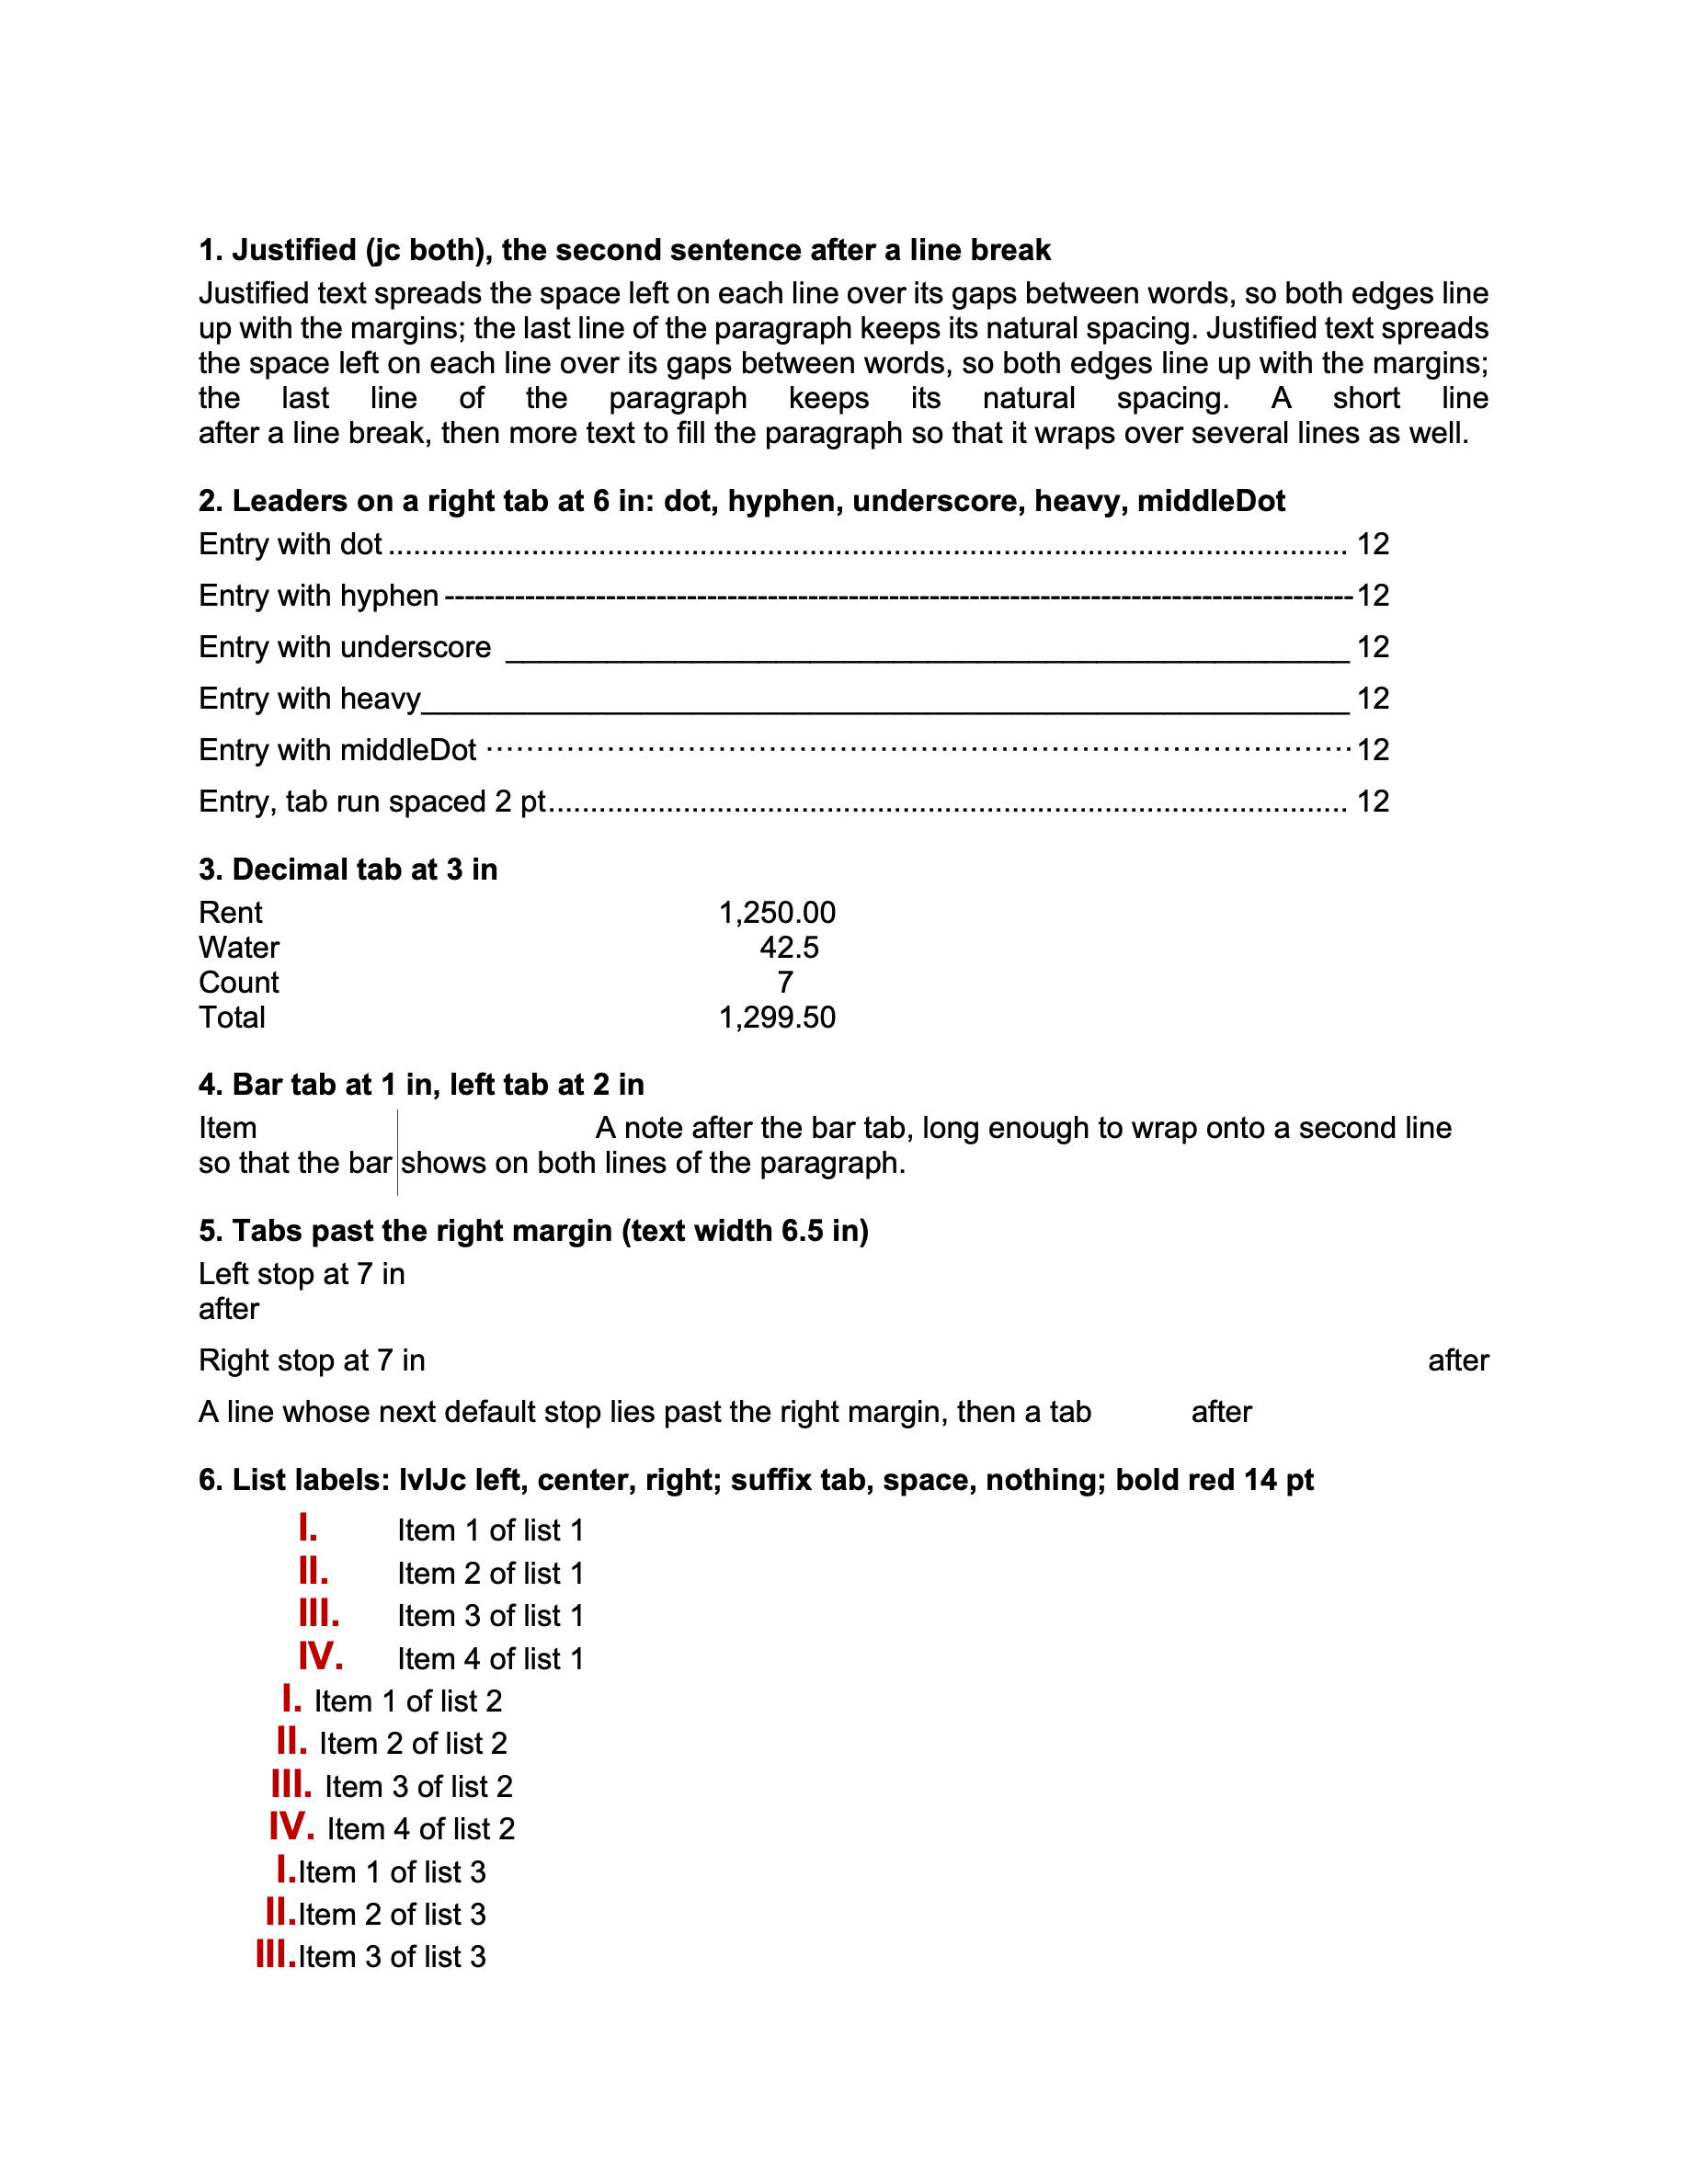 1. Justified (jc both), the second sentence after a line break
Justified text spreads the space left on each line over its gaps between words, so both edges line
up with the margins; the last line of the paragraph keeps its natural spacing. Justified text spreads
the space left on each line over its gaps between words, so both edges line up with the margins;
the last line of the paragraph keeps its natural spacing. A short line
after a line break, then more text to fill the paragraph so that it wraps over several lines as well.
2. Leaders on a right tab at 6 in: dot, hyphen, underscore, heavy, middleDot
Entry with dot .................................................................................................................. 12
Entry with hyphen ------------------------------------------------------------------------------------------- 12
Entry with underscore __________________________________________________ 12
Entry with heavy_______________________________________________________ 12
Entry with middleDot ······················································································· 12
Entry, tab run spaced 2 pt............................................................................................... 12
3. Decimal tab at 3 in
Rent 1,250.00
Water 42.5
Count 7
Total 1,299.50
4. Bar tab at 1 in, left tab at 2 in
Item A note after the bar tab, long enough to wrap onto a second line
so that the bar shows on both lines of the paragraph.
5. Tabs past the right margin (text width 6.5 in)
Left stop at 7 in
after
Right stop at 7 in after
A line whose next default stop lies past the right margin, then a tab after
6. List labels: lvlJc left, center, right; suffix tab, space, nothing; bold red 14 pt
I. Item 1 of list 1
II. Item 2 of list 1
III. Item 3 of list 1
IV. Item 4 of list 1
I. Item 1 of list 2
II. Item 2 of list 2
III. Item 3 of list 2
IV. Item 4 of list 2
I.Item 1 of list 3
II.Item 2 of list 3
III.Item 3 of list 3